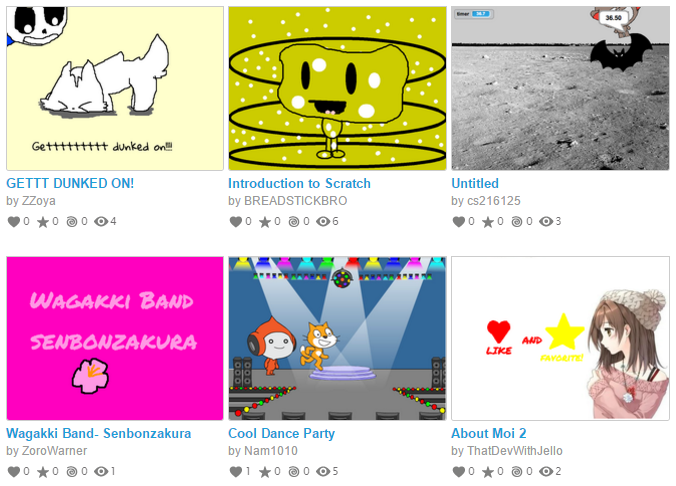 Gettttttttt dunked on!!!
timer 36.7
36.50
GETTT DUNKED ON!
Introduction to Scratch
Untitled
by ZZoya
by BREADSTICKBRO
by cs216125
0 0 0 4
0 0 0 6
0 0 0 3
WAGAKKI BAND
SENBONZAKURA
LIKE AND FAVORITE!
Wagakki Band- Senbonzakura
Cool Dance Party
About Moi 2
by ZoroWarner
by Nam1010
by ThatDevWithJello
0 0 0 1
1 0 0 5
0 0 0 2